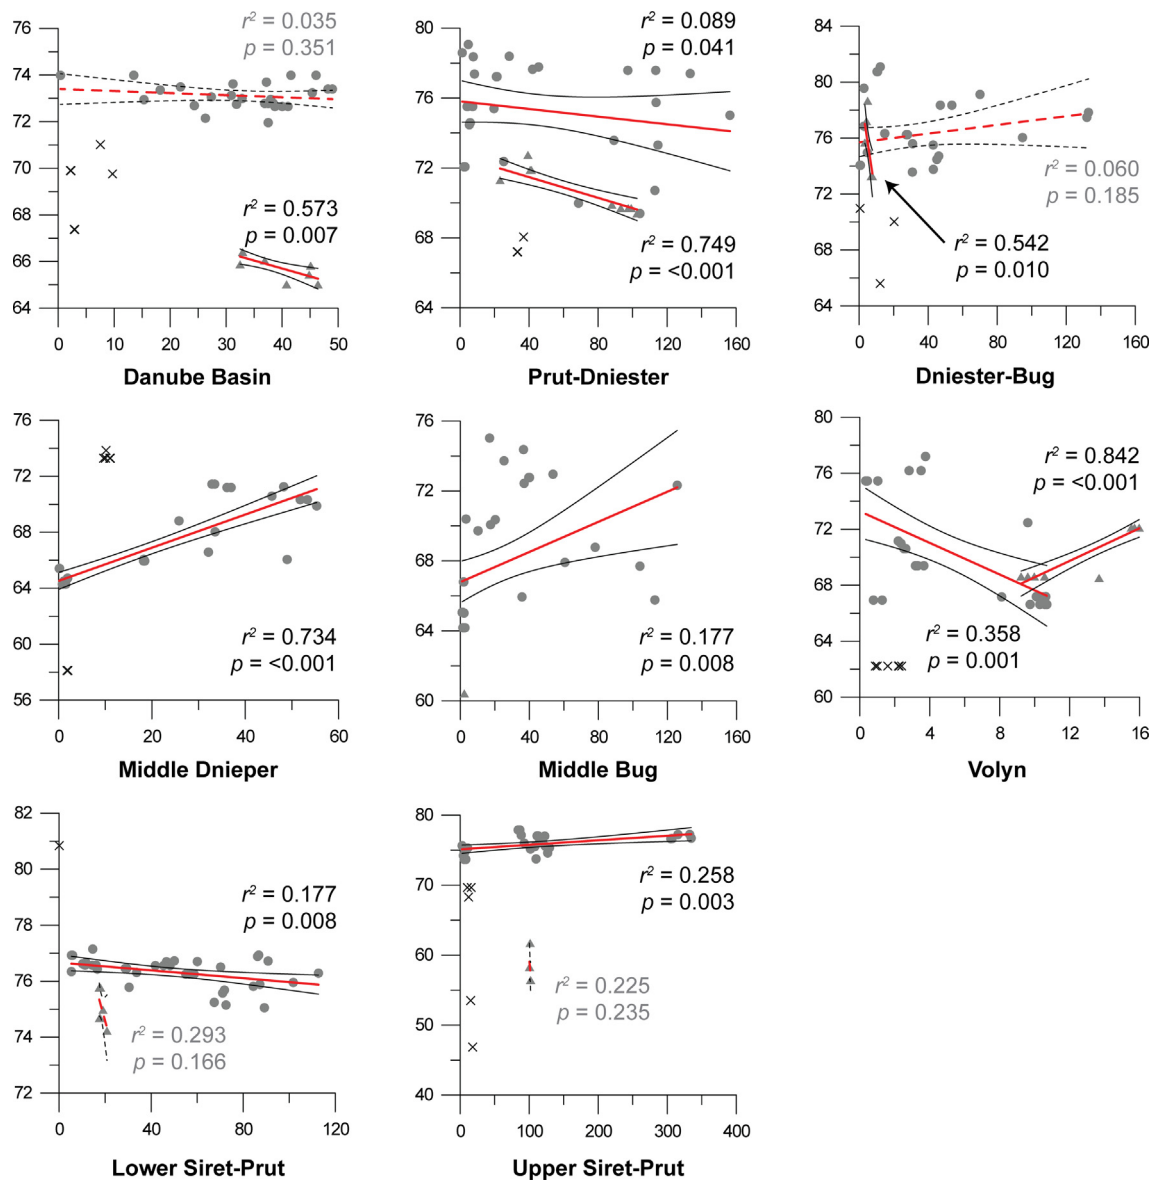 76
74
72
70
68
66
64
0
10
20
30
40
50
r² = 0.035
p = 0.351
r² = 0.573
p = 0.007
Danube Basin
80
76
72
68
64
0
40
80
120
160
r² = 0.089
p = 0.041
r² = 0.749
p = <0.001
Prut-Dniester
84
80
76
72
68
64
0
40
80
120
160
r² = 0.060
p = 0.185
r² = 0.542
p = 0.010
Dniester-Bug
76
72
68
64
60
56
0
20
40
60
r² = 0.734
p = <0.001
Middle Dnieper
76
72
68
64
60
0
40
80
120
160
r² = 0.177
p = 0.008
Middle Bug
80
76
72
68
64
60
0
4
8
12
16
r² = 0.842
p = <0.001
r² = 0.358
p = 0.001
Volyn
82
80
78
76
74
72
0
40
80
120
r² = 0.177
p = 0.008
r² = 0.293
p = 0.166
Lower Siret-Prut
80
70
60
50
40
0
100
200
300
400
r² = 0.258
p = 0.003
r² = 0.225
p = 0.235
Upper Siret-Prut